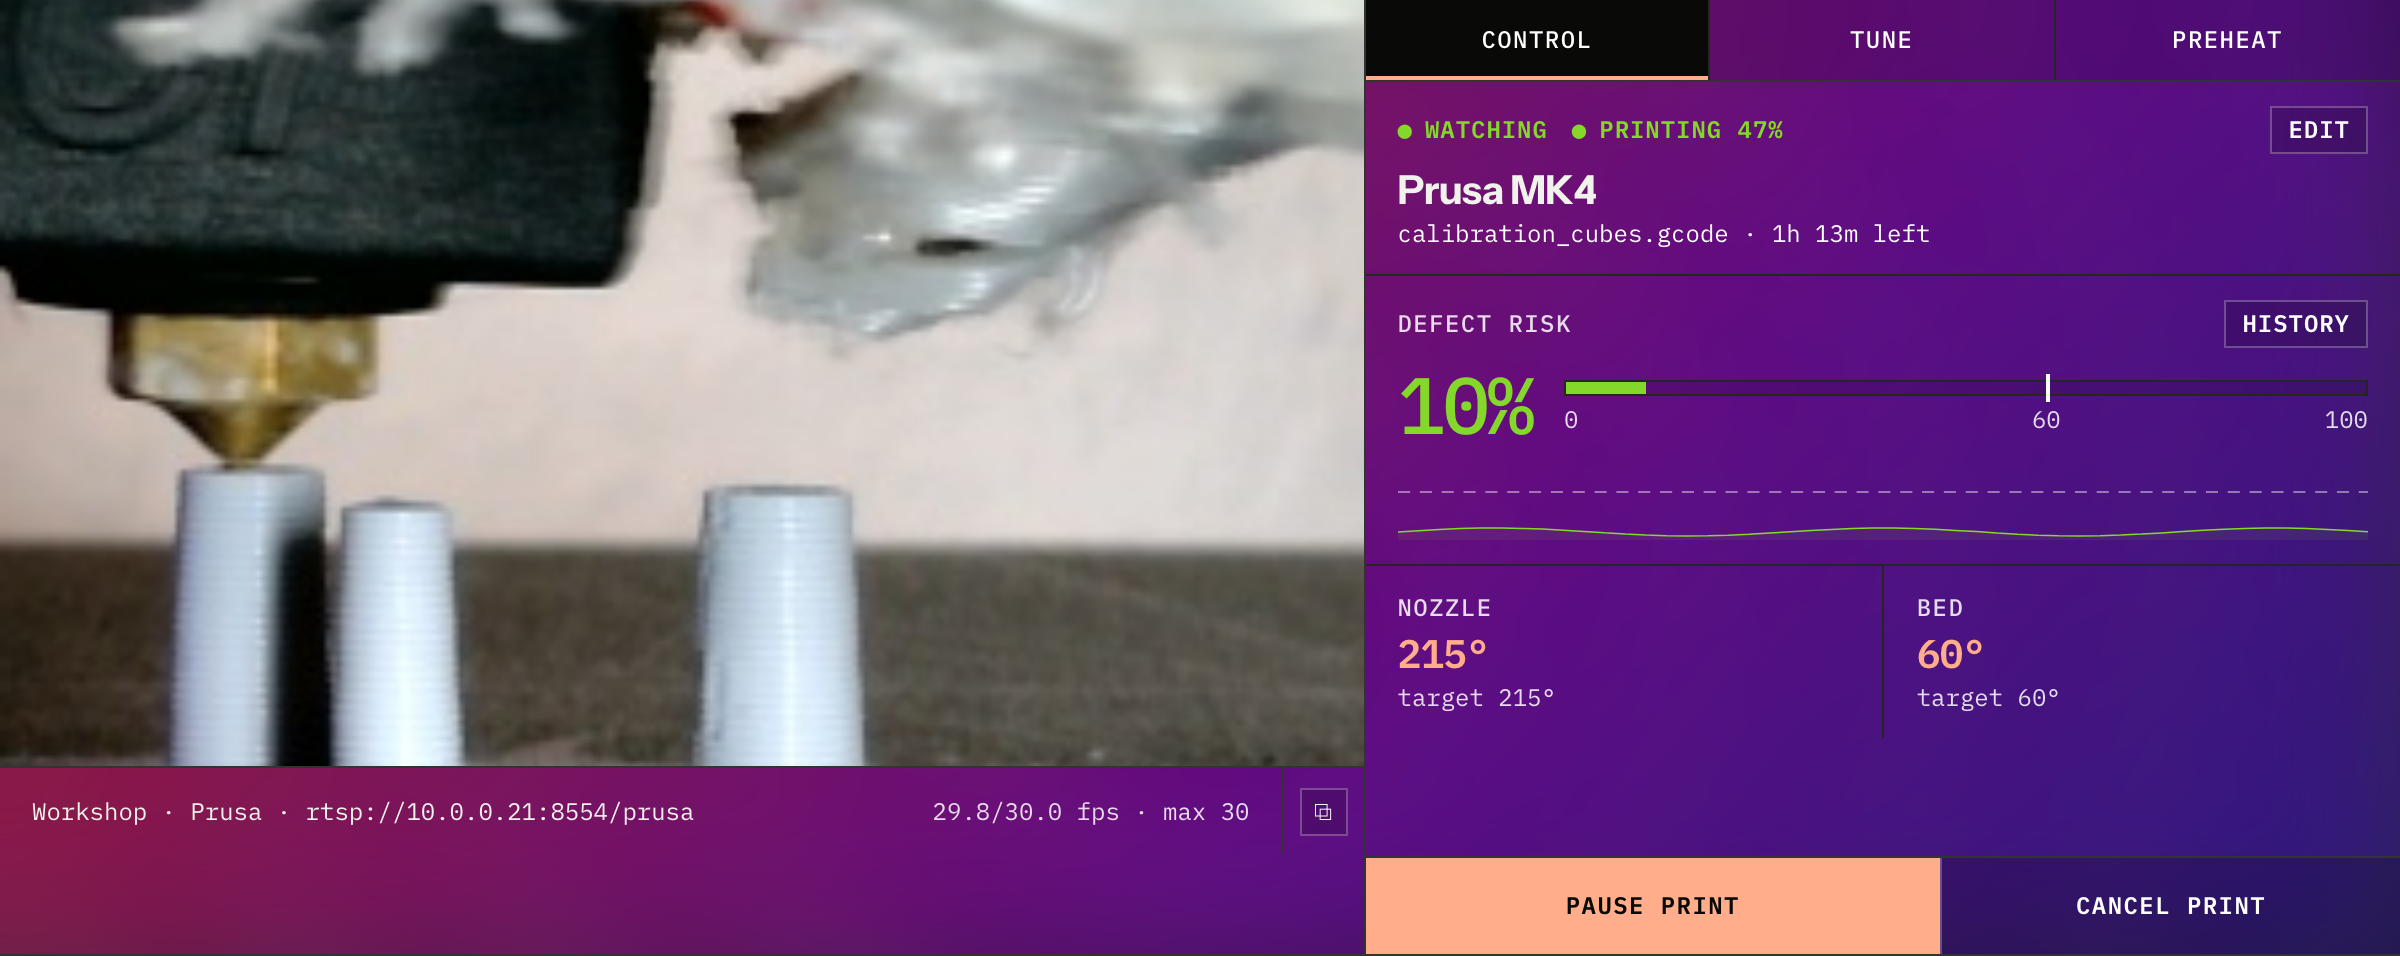 CONTROL
TUNE
PREHEAT
● WATCHING ● PRINTING 47%
EDIT
Prusa MK4
calibration_cubes.gcode · 1h 13m left
DEFECT RISK
HISTORY
10%
0
60
100
NOZZLE
215°
target 215°
BED
60°
target 60°
Workshop · Prusa · rtsp://10.0.0.21:8554/prusa
29.8/30.0 fps · max 30
PAUSE PRINT
CANCEL PRINT